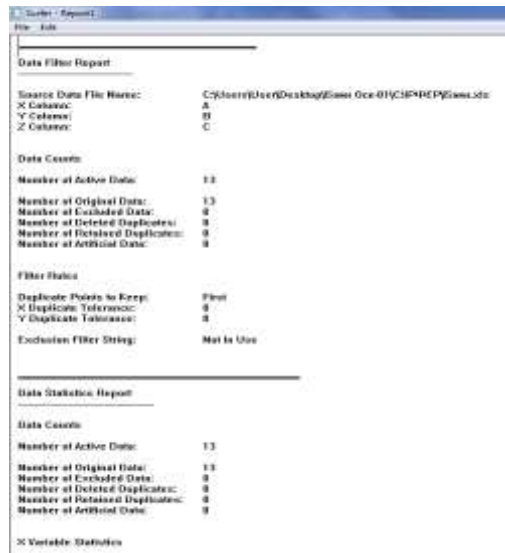 Surfer - Report1
File Edit
Data Filter Report
Source Data File Name: C:\Users\User\Desktop\
X Column: A
Y Column: B
Z Column: C
Data Counts
Number of Active Data: 13
Number of Original Data: 13
Number of Excluded Data: 0
Number of Deleted Duplicates: 0
Number of Retained Duplicates: 0
Number of Artificial Data: 0
Filter Rules
Duplicate Points to Keep: First
X Duplicate Tolerance: 0
Y Duplicate Tolerance: 0
Exclusion Filter String: Not In Use
Data Statistics Report
Data Counts
Number of Active Data: 13
Number of Original Data: 13
Number of Excluded Data: 0
Number of Deleted Duplicates: 0
Number of Retained Duplicates: 0
Number of Artificial Data: 0
X Variable Statistics